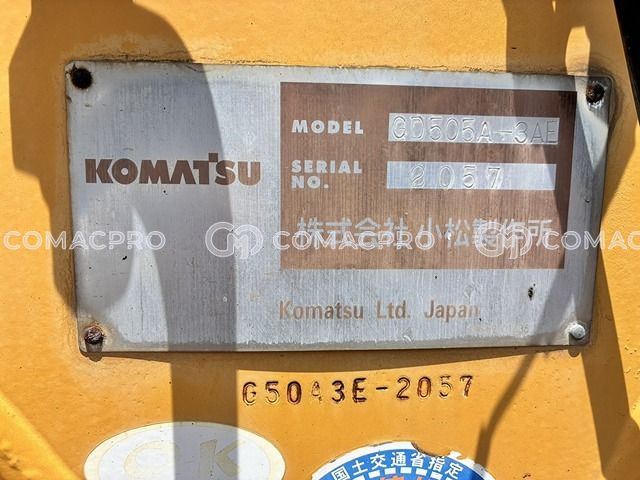 KOMATSU
MODEL GD505A-3AE
SERIAL NO. 2057
株式会社 小松製作所
COMACPRO COMACPRO COMAC
Komatsu Ltd. Japan
G5043E-2057
国土交通省指定